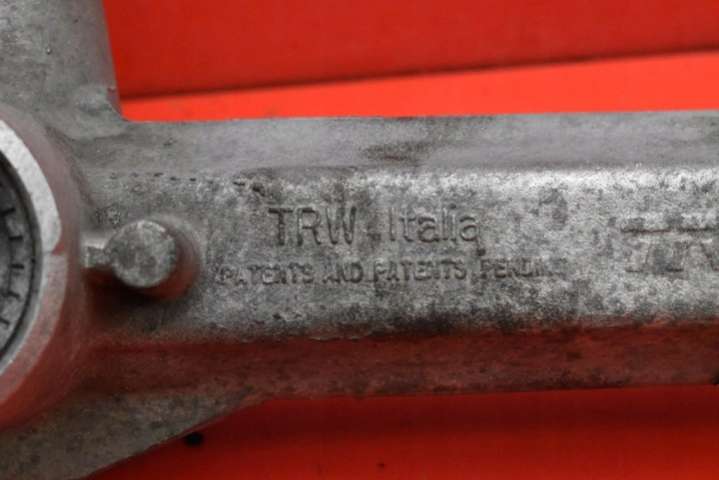 TRW-Italia
PATENTS AND PATENTS PENDING